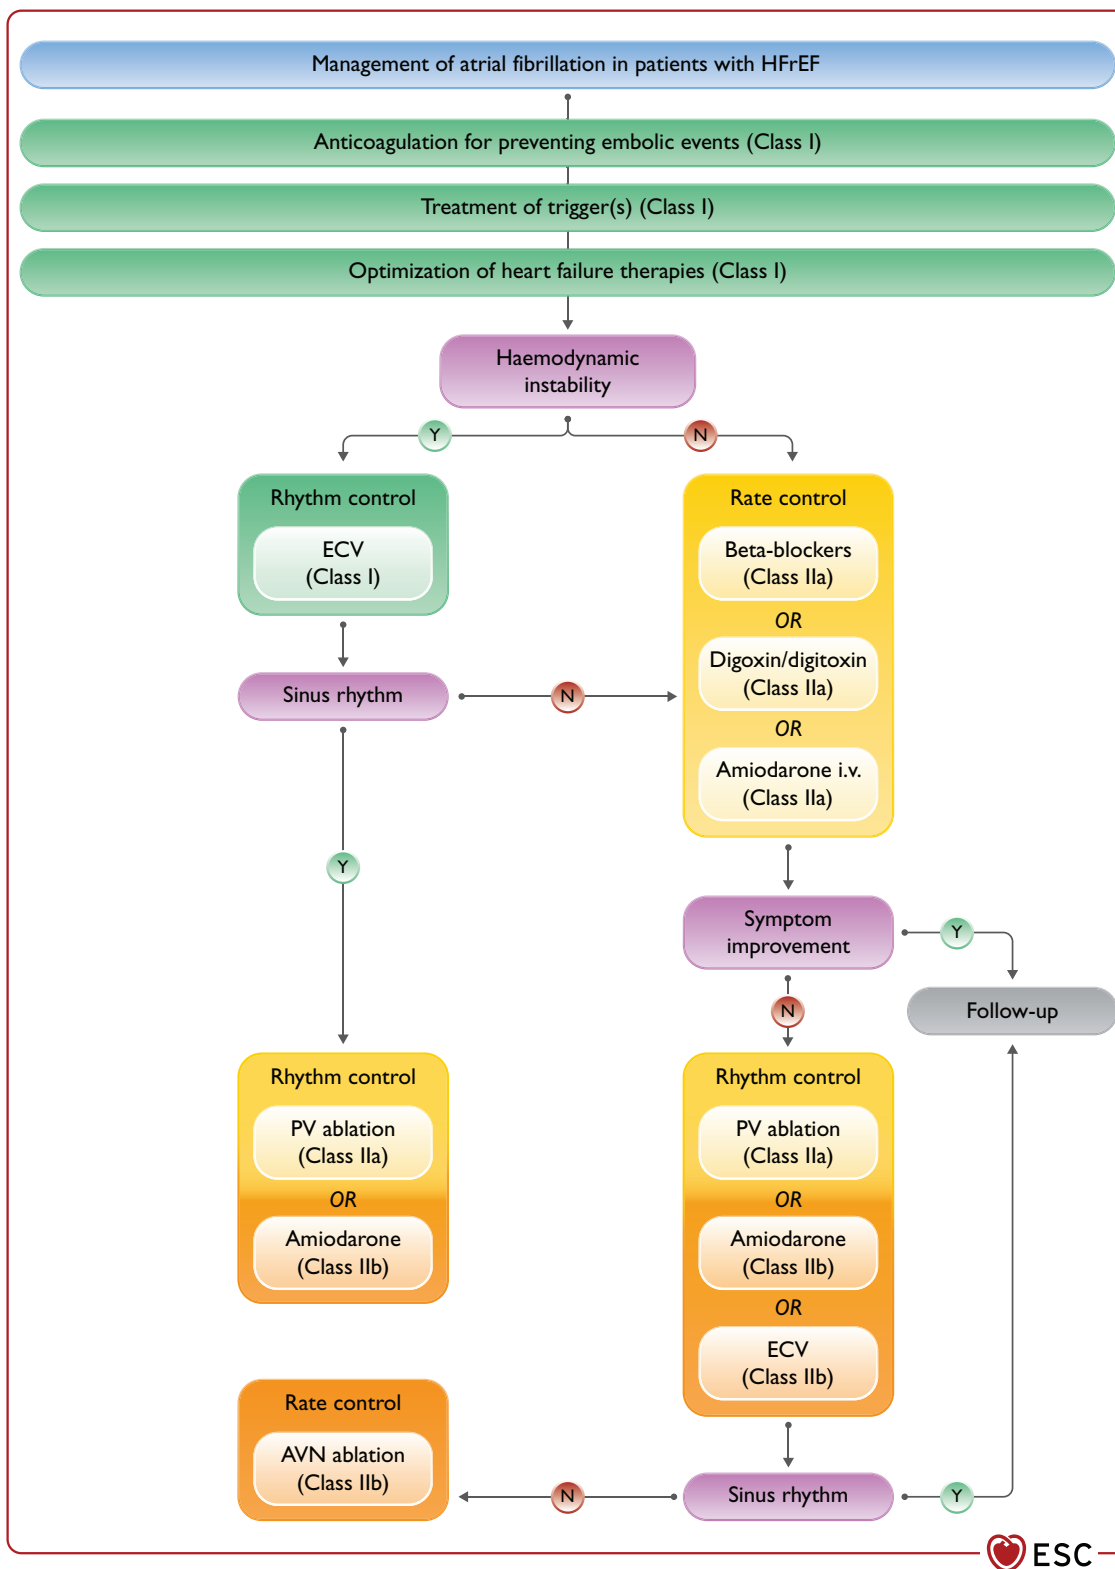 Management of atrial fibrillation in patients with HFrEF
Anticoagulation for preventing embolic events (Class I)
Treatment of trigger(s) (Class I)
Optimization of heart failure therapies (Class I)
Haemodynamic
instability
Y
N
Rhythm control
ECV
(Class I)
Rate control
Beta-blockers
(Class IIa)
OR
Digoxin/digitoxin
(Class IIa)
OR
Amiodarone i.v.
(Class IIa)
Sinus rhythm
N
Y
Symptom
improvement
Y
N
Follow-up
Rhythm control
PV ablation
(Class IIa)
OR
Amiodarone
(Class IIb)
Rhythm control
PV ablation
(Class IIa)
OR
Amiodarone
(Class IIb)
OR
ECV
(Class IIb)
Rate control
AVN ablation
(Class IIb)
N
Sinus rhythm
Y
ESC